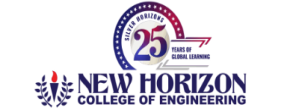 SILVER HORIZONS
25
YEARS OF
GLOBAL LEARNING
NEW HORIZON
COLLEGE OF ENGINEERING